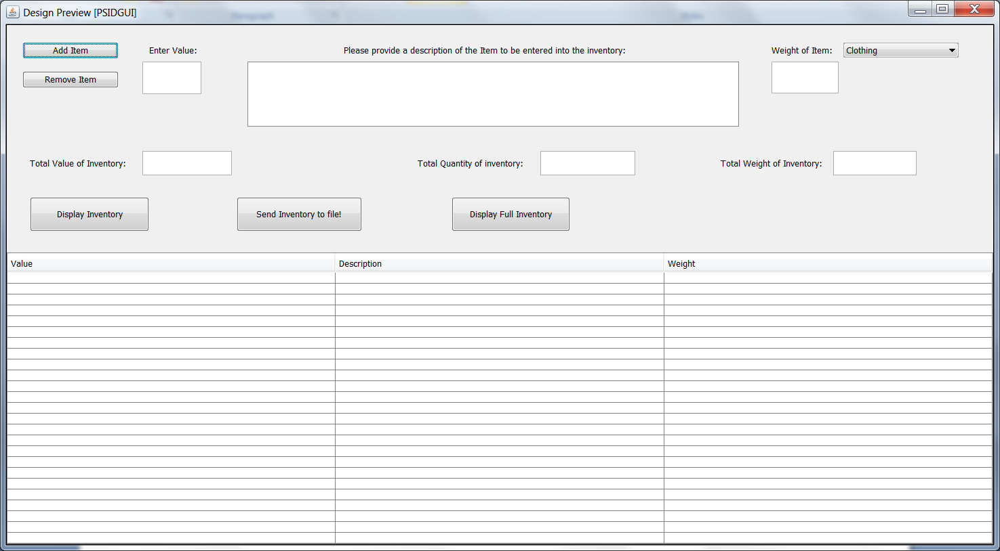 Design Preview [PSIDGUI]
Add Item
Enter Value:
Please provide a description of the Item to be entered into the inventory:
Weight of Item:
Clothing
Remove Item
Total Value of Inventory:
Total Quantity of inventory:
Total Weight of Inventory:
Display Inventory
Send Inventory to file!
Display Full Inventory
Value
Description
Weight